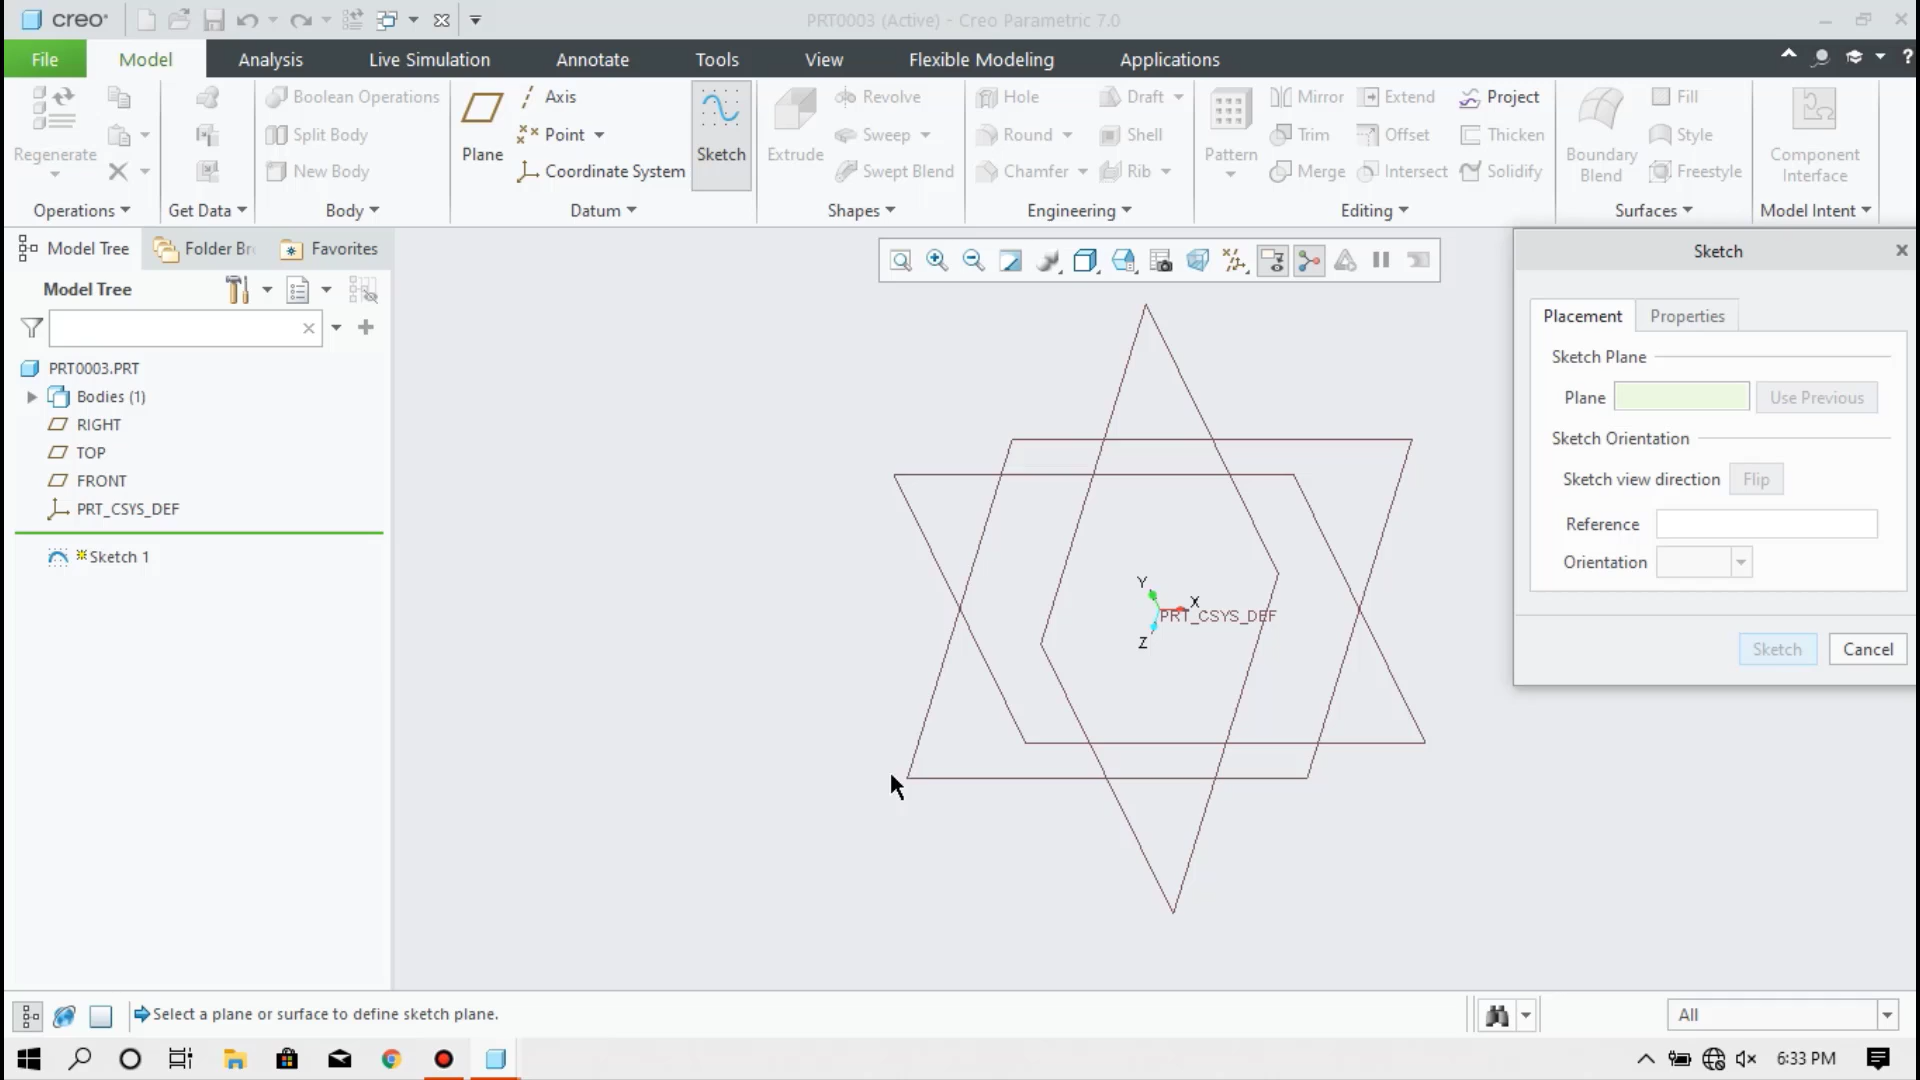 creo
PRT0003 (Active) - Creo Parametric 7.0
File
Model
Analysis
Live Simulation
Annotate
Tools
View
Flexible Modeling
Applications
?
Regenerate
Operations
Get Data
Boolean Operations
Split Body
New Body
Body
Plane
Axis
Point
Coordinate System
Sketch
Datum
Extrude
Revolve
Sweep
Swept Blend
Shapes
Hole
Round
Chamfer
Draft
Shell
Rib
Engineering
Pattern
Mirror
Trim
Merge
Extend
Offset
Intersect
Project
Thicken
Solidify
Editing
Boundary
Blend
Fill
Style
Freestyle
Surfaces
Component
Interface
Model Intent
Model Tree
Folder Br
Favorites
Model Tree
PRT0003.PRT
Bodies (1)
RIGHT
TOP
FRONT
PRT_CSYS_DEF
Sketch 1
Y
X
PRT_CSYS_DEF
Z
Sketch
Placement
Properties
Sketch Plane
Plane
Use Previous
Sketch Orientation
Sketch view direction
Flip
Reference
Orientation
Sketch
Cancel
Select a plane or surface to define sketch plane.
All
6:33 PM